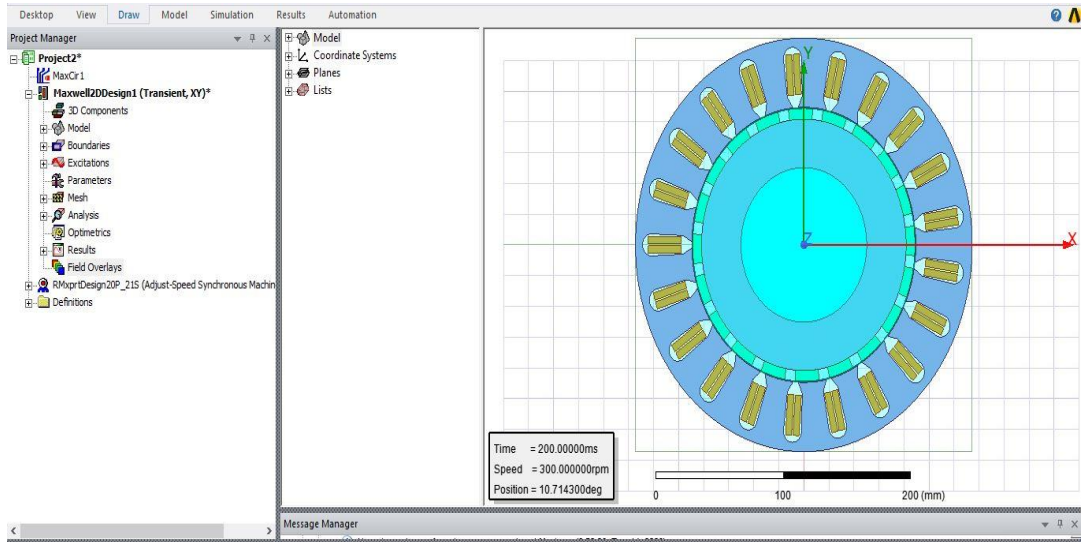 Desktop View Draw Model Simulation Results Automation
Project Manager
Project2*
MaxCir1
Maxwell2DDesign1 (Transient, XY)*
3D Components
Model
Boundaries
Excitations
Parameters
Mesh
Analysis
Optimetrics
Results
Field Overlays
RMxprtDesign20P_21S (Adjust-Speed Synchronous Machin
Definitions
Model
Coordinate Systems
Planes
Lists
Y
Z
X
Time = 200.00000ms
Speed = 300.000000rpm
Position = 10.714300deg
0 100 200 (mm)
Message Manager